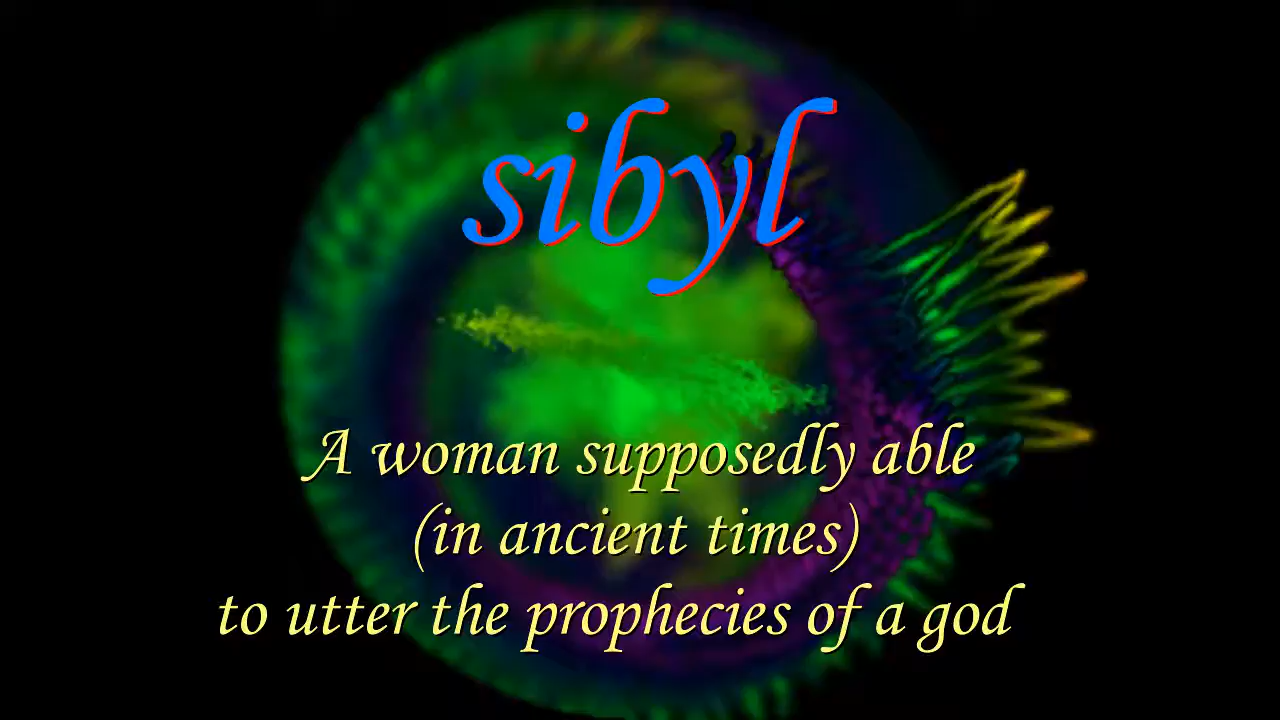 sibyl
A woman supposedly able
(in ancient times)
to utter the prophecies of a god